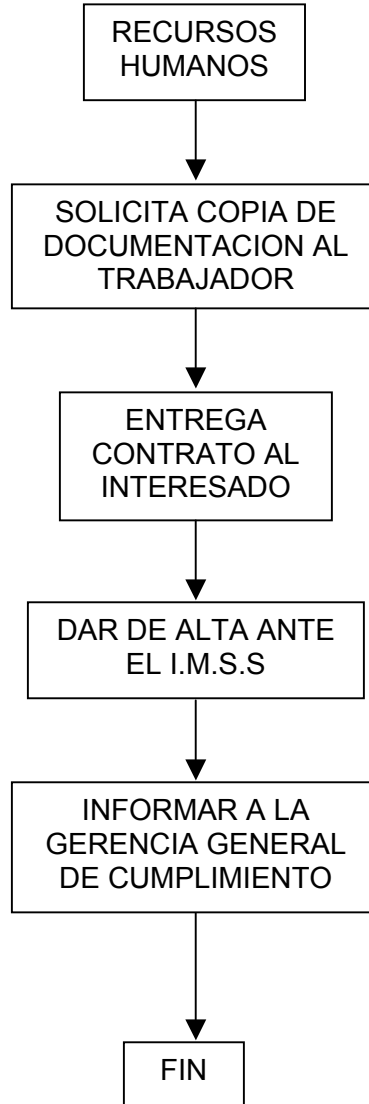 RECURSOS
HUMANOS
SOLICITA COPIA DE
DOCUMENTACION AL
TRABAJADOR
ENTREGA
CONTRATO AL
INTERESADO
DAR DE ALTA ANTE
EL I.M.S.S
INFORMAR A LA
GERENCIA GENERAL
DE CUMPLIMIENTO
FIN